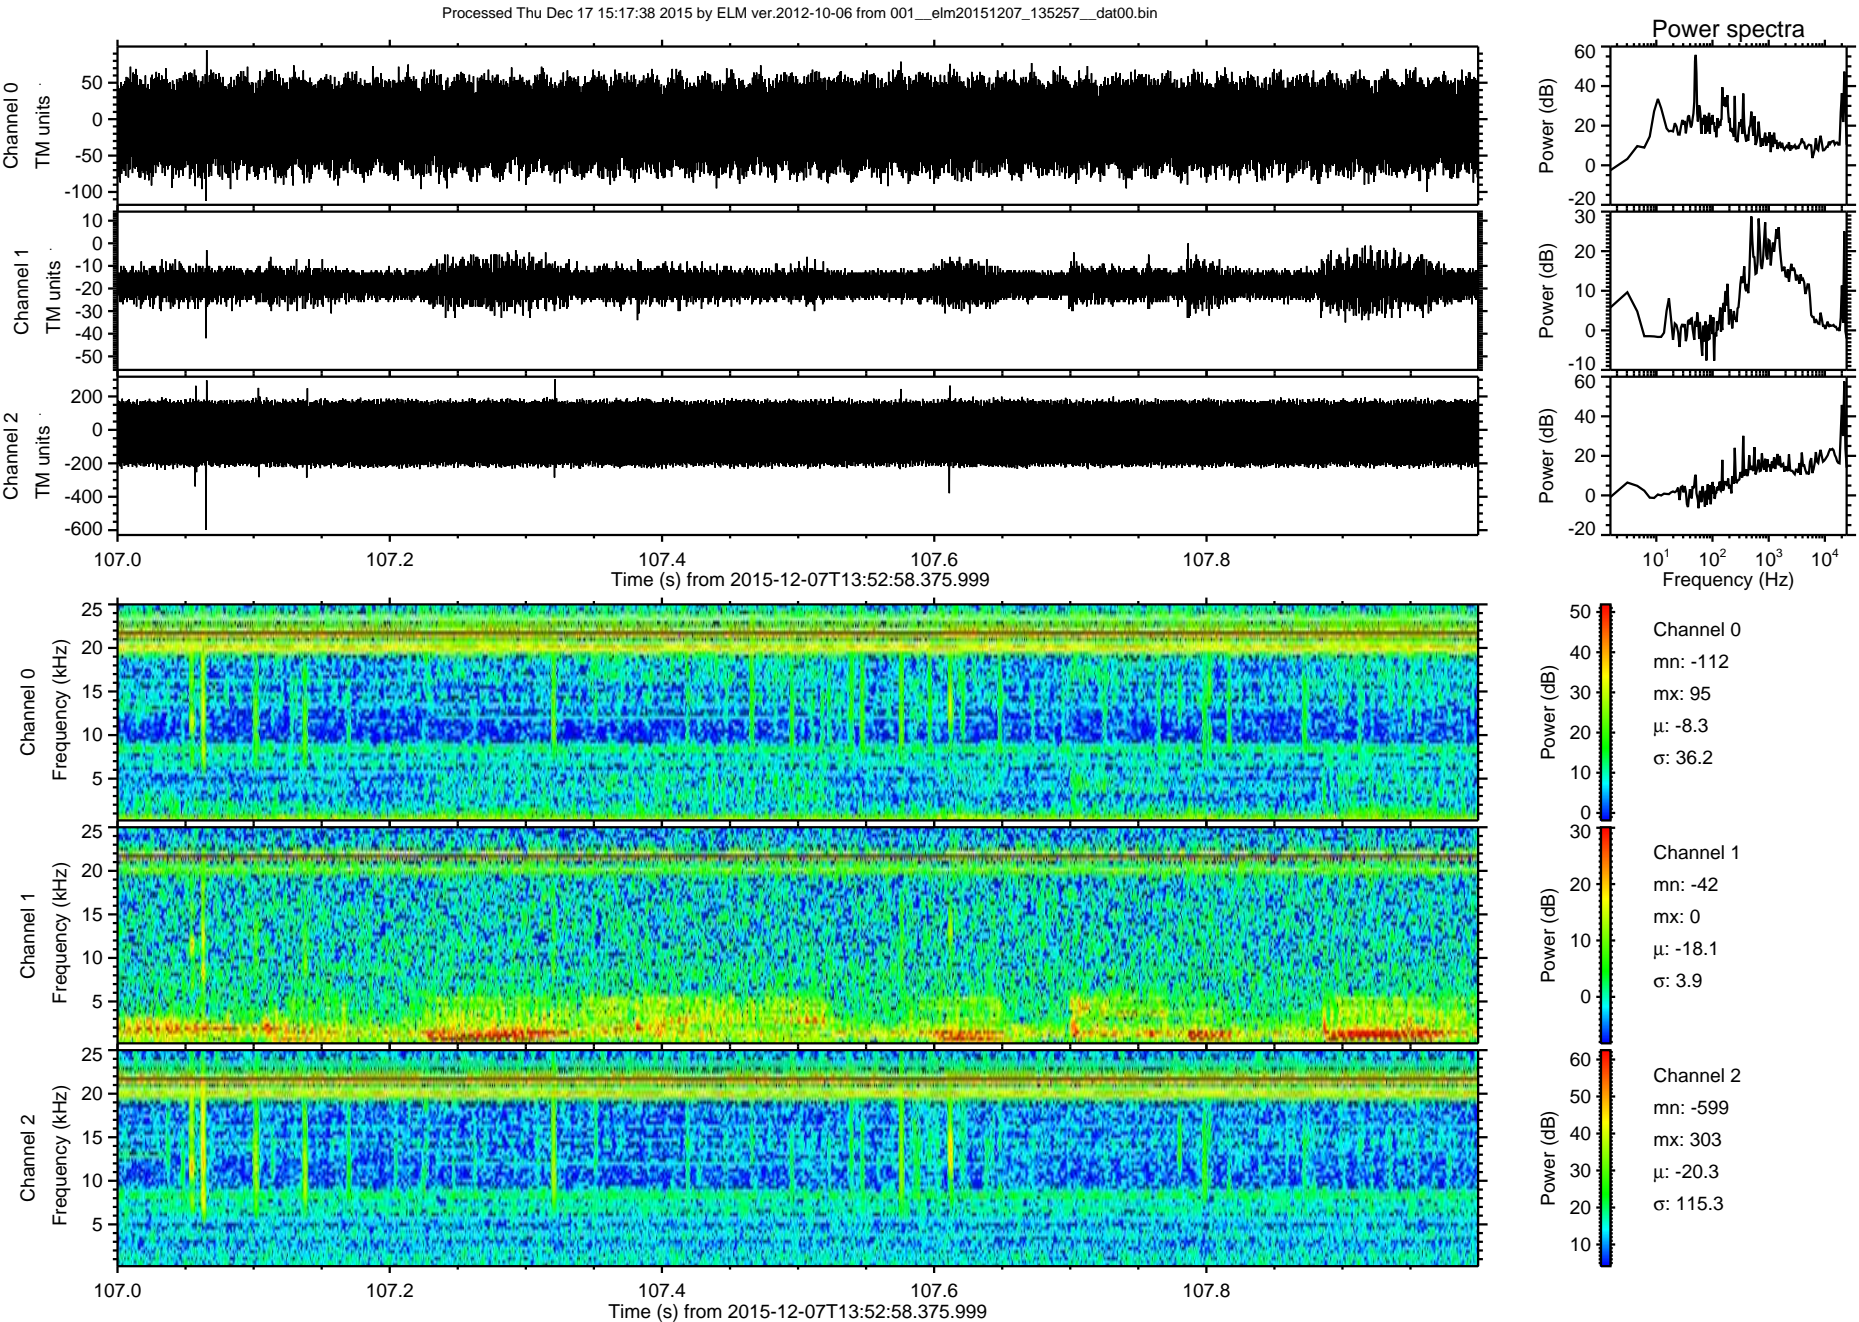 Processed Thu Dec 17 15:17:38 2015 by ELM ver.2012-10-06 from 001__elm20151207_135257__dat00.bin
Power spectra
Channel 0
TM units
50
0
-50
-100
Power (dB)
60
40
20
0
-20
Channel 1
TM units
10
0
-10
-20
-30
-40
-50
Power (dB)
30
20
10
0
-10
Channel 2
TM units
200
0
-200
-400
-600
Power (dB)
60
40
20
0
-20
107.0 107.2 107.4 107.6 107.8
Time (s) from 2015-12-07T13:52:58.375.999
10¹ 10² 10³ 10⁴
Frequency (Hz)
Channel 0
Frequency (kHz)
25
20
15
10
5
Power (dB)
50
40
30
20
10
0
Channel 0
mn: -112
mx: 95
μ: -8.3
σ: 36.2
Channel 1
Frequency (kHz)
25
20
15
10
5
Power (dB)
30
20
10
0
Channel 1
mn: -42
mx: 0
μ: -18.1
σ: 3.9
Channel 2
Frequency (kHz)
25
20
15
10
5
Power (dB)
60
50
40
30
20
10
Channel 2
mn: -599
mx: 303
μ: -20.3
σ: 115.3
107.0 107.2 107.4 107.6 107.8
Time (s) from 2015-12-07T13:52:58.375.999